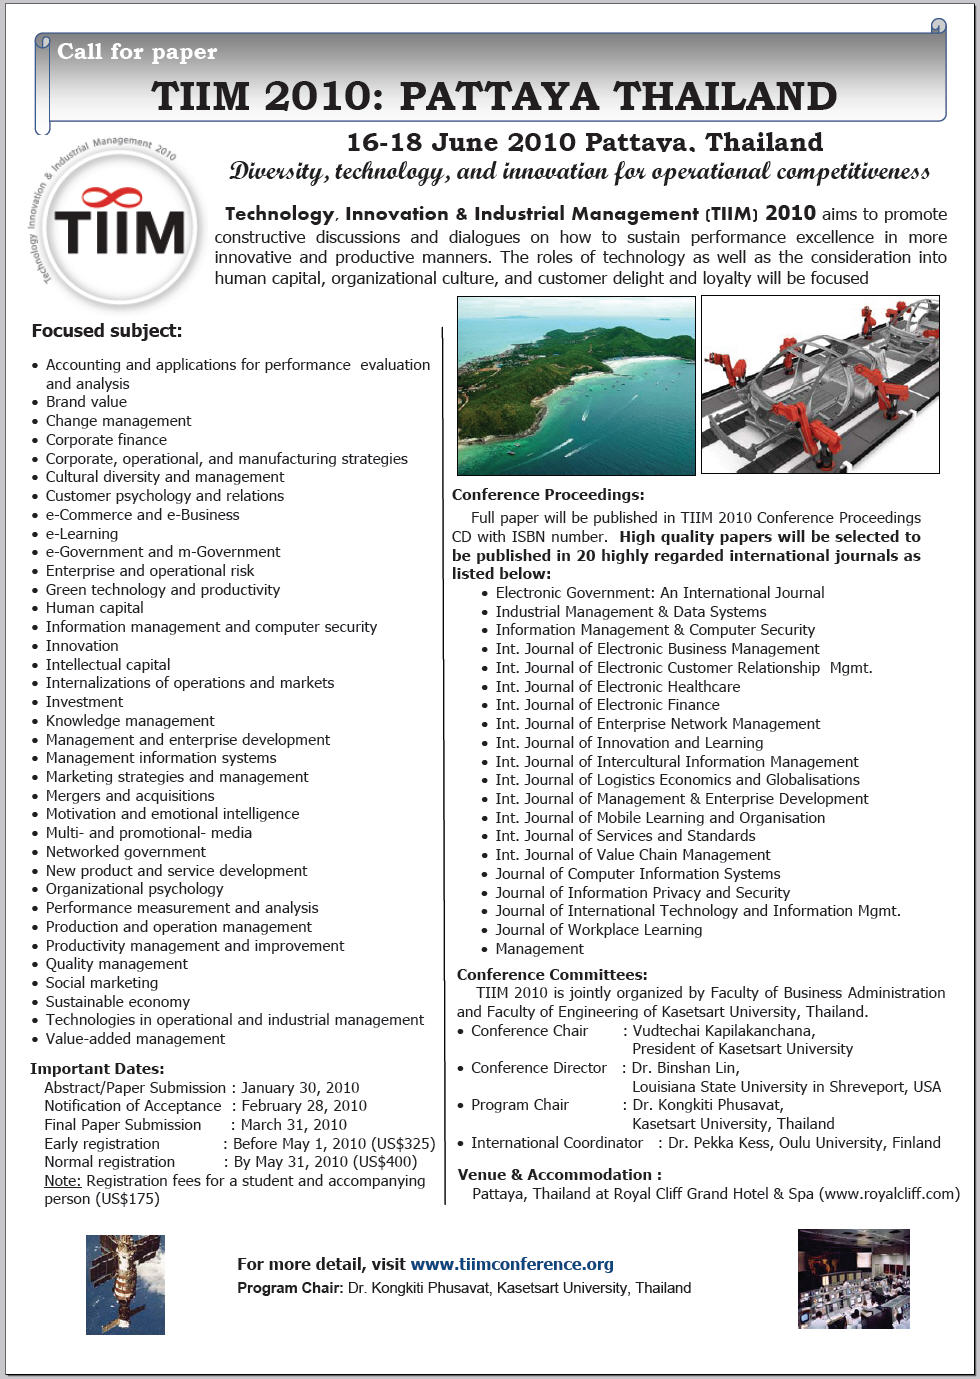 Call for paper
TIIM 2010: PATTAYA THAILAND
16-18 June 2010 Pattaya, Thailand
Diversity, technology, and innovation for operational competitiveness
Technology Innovation & Industrial Management 2010
TIIM
Technology, Innovation & Industrial Management (TIIM) 2010 aims to promote
constructive discussions and dialogues on how to sustain performance excellence in more
innovative and productive manners. The roles of technology as well as the consideration into
human capital, organizational culture, and customer delight and loyalty will be focused
Focused subject:
• Accounting and applications for performance evaluation
and analysis
• Brand value
• Change management
• Corporate finance
• Corporate, operational, and manufacturing strategies
• Cultural diversity and management
• Customer psychology and relations
• e-Commerce and e-Business
• e-Learning
• e-Government and m-Government
• Enterprise and operational risk
• Green technology and productivity
• Human capital
• Information management and computer security
• Innovation
• Intellectual capital
• Internalizations of operations and markets
• Investment
• Knowledge management
• Management and enterprise development
• Management information systems
• Marketing strategies and management
• Mergers and acquisitions
• Motivation and emotional intelligence
• Multi- and promotional- media
• Networked government
• New product and service development
• Organizational psychology
• Performance measurement and analysis
• Production and operation management
• Productivity management and improvement
• Quality management
• Social marketing
• Sustainable economy
• Technologies in operational and industrial management
• Value-added management
Important Dates:
Abstract/Paper Submission : January 30, 2010
Notification of Acceptance : February 28, 2010
Final Paper Submission : March 31, 2010
Early registration : Before May 1, 2010 (US$325)
Normal registration : By May 31, 2010 (US$400)
Note: Registration fees for a student and accompanying
person (US$175)
Conference Proceedings:
Full paper will be published in TIIM 2010 Conference Proceedings
CD with ISBN number. High quality papers will be selected to
be published in 20 highly regarded international journals as
listed below:
• Electronic Government: An International Journal
• Industrial Management & Data Systems
• Information Management & Computer Security
• Int. Journal of Electronic Business Management
• Int. Journal of Electronic Customer Relationship Mgmt.
• Int. Journal of Electronic Healthcare
• Int. Journal of Electronic Finance
• Int. Journal of Enterprise Network Management
• Int. Journal of Innovation and Learning
• Int. Journal of Intercultural Information Management
• Int. Journal of Logistics Economics and Globalisations
• Int. Journal of Management & Enterprise Development
• Int. Journal of Mobile Learning and Organisation
• Int. Journal of Services and Standards
• Int. Journal of Value Chain Management
• Journal of Computer Information Systems
• Journal of Information Privacy and Security
• Journal of International Technology and Information Mgmt.
• Journal of Workplace Learning
• Management
Conference Committees:
TIIM 2010 is jointly organized by Faculty of Business Administration
and Faculty of Engineering of Kasetsart University, Thailand.
• Conference Chair : Vudtechai Kapilakanchana,
President of Kasetsart University
• Conference Director : Dr. Binshan Lin,
Louisiana State University in Shreveport, USA
• Program Chair : Dr. Kongkiti Phusavat,
Kasetsart University, Thailand
• International Coordinator : Dr. Pekka Kess, Oulu University, Finland
Venue & Accommodation :
Pattaya, Thailand at Royal Cliff Grand Hotel & Spa (www.royalcliff.com)
For more detail, visit www.tiimconference.org
Program Chair: Dr. Kongkiti Phusavat, Kasetsart University, Thailand